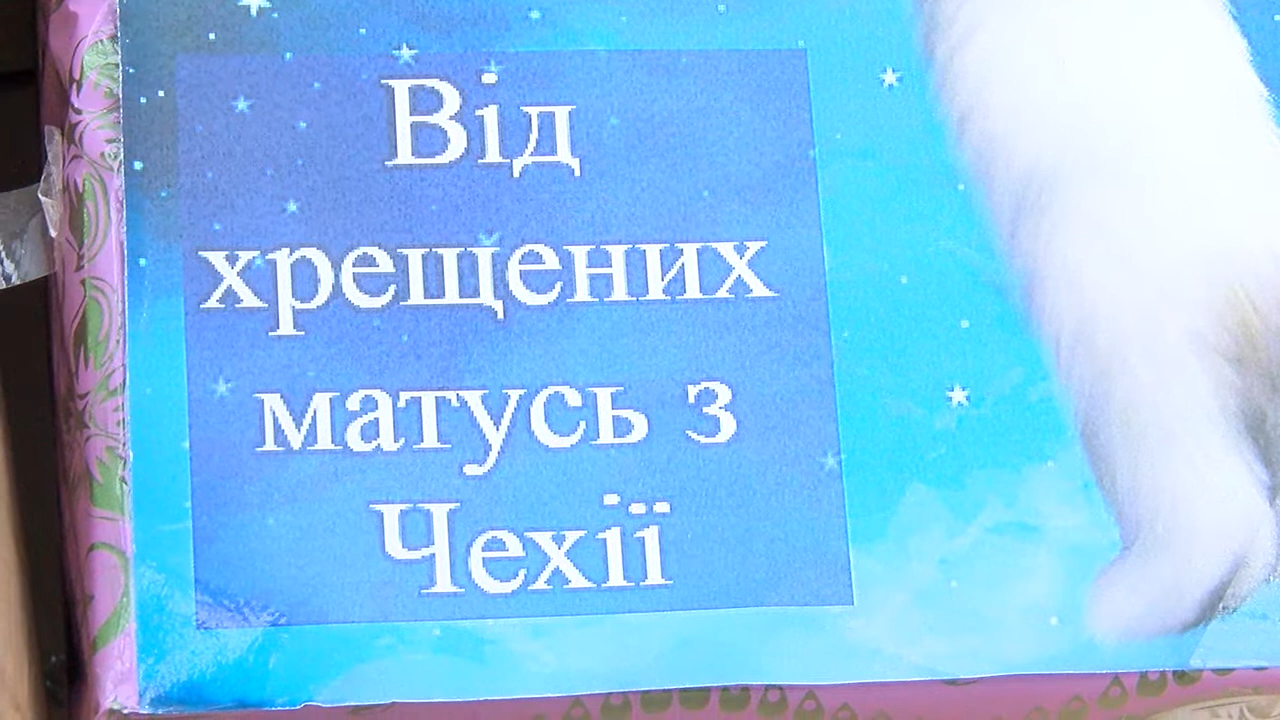 Від
хрещених
матусь з
Чехії